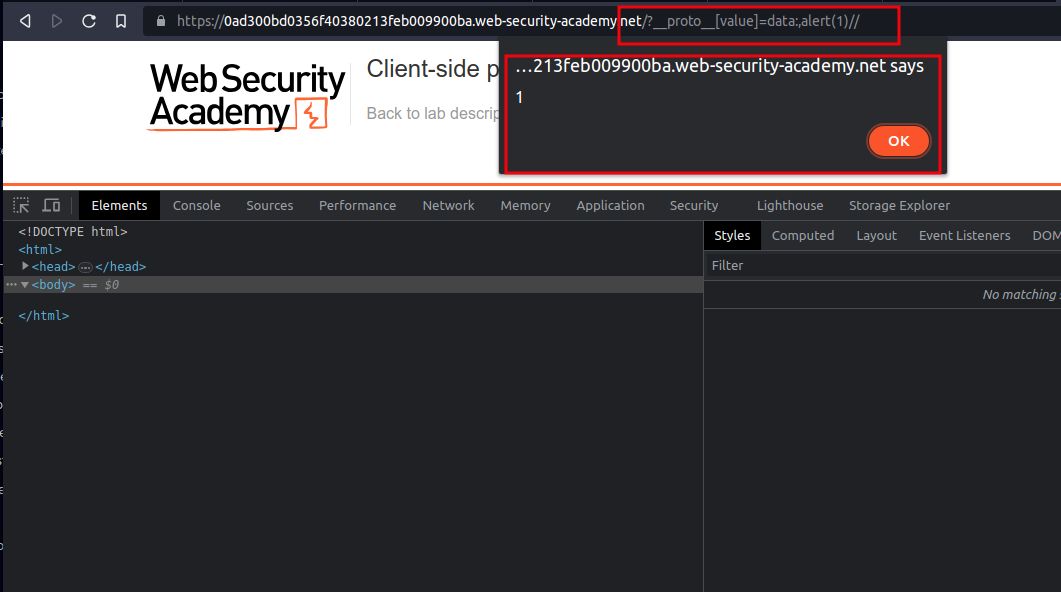 https://0ad300bd0356f40380213feb009900ba.web-security-academy.net/?__proto__[value]=data:,alert(1)//
Web Security
Academy
Client-side p
Back to lab descrip
...213feb009900ba.web-security-academy.net says
1
OK
Elements Console Sources Performance Network Memory Application Security Lighthouse Storage Explorer
<!DOCTYPE html>
<html>
<head> ... </head>
... <body> == $0
</html>
Styles Computed Layout Event Listeners DOM
Filter
No matching